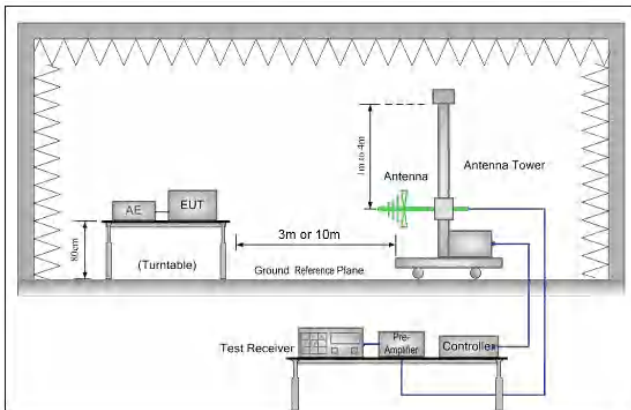 1m to 4m
Antenna
Antenna Tower
AE
EUT
3m or 10m
80cm
(Turntable)
Ground Reference Plane
Test Receiver
Pre-
Amplifier
Controller